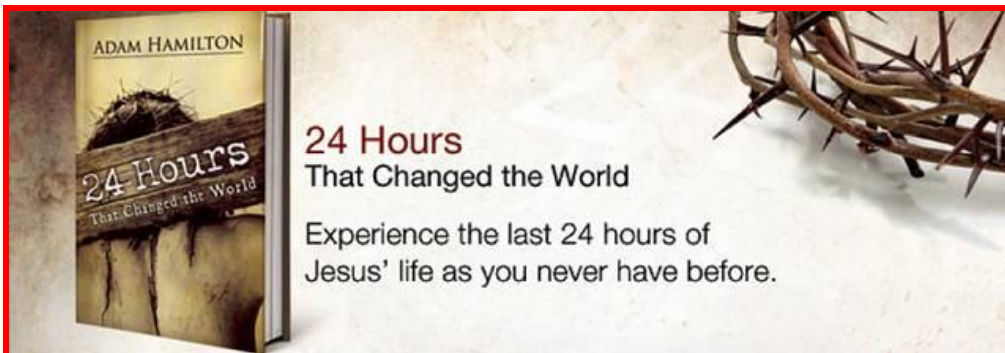 ADAM HAMILTON
24 Hours
That Changed the World
24 Hours
That Changed the World
Experience the last 24 hours of
Jesus’ life as you never have before.